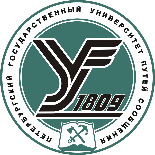 ПЕТЕРБУРГСКИЙ ГОСУДАРСТВЕННЫЙ УНИВЕРСИТЕТ ПУТЕЙ СООБЩЕНИЯ
1809